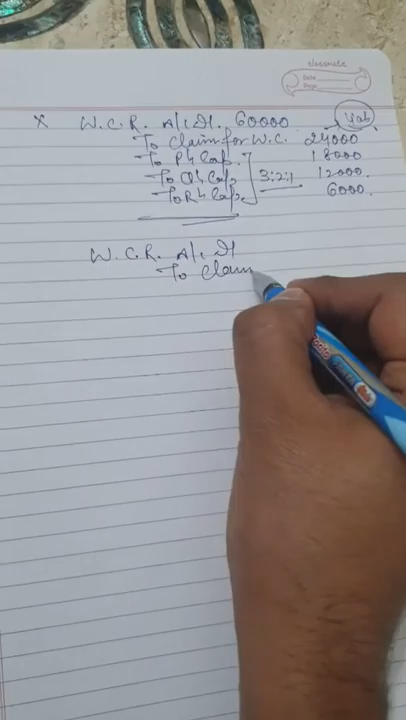 classmate
Date
Page
Yab
X W.C.R. A/c Dr. 60000
To Claim for W.C. 24000
To P's Cap. 18000
To Q's Cap. 3:2:1 12000.
To R's Cap. 6000.
W.C.R. A/c Dr
To Claim